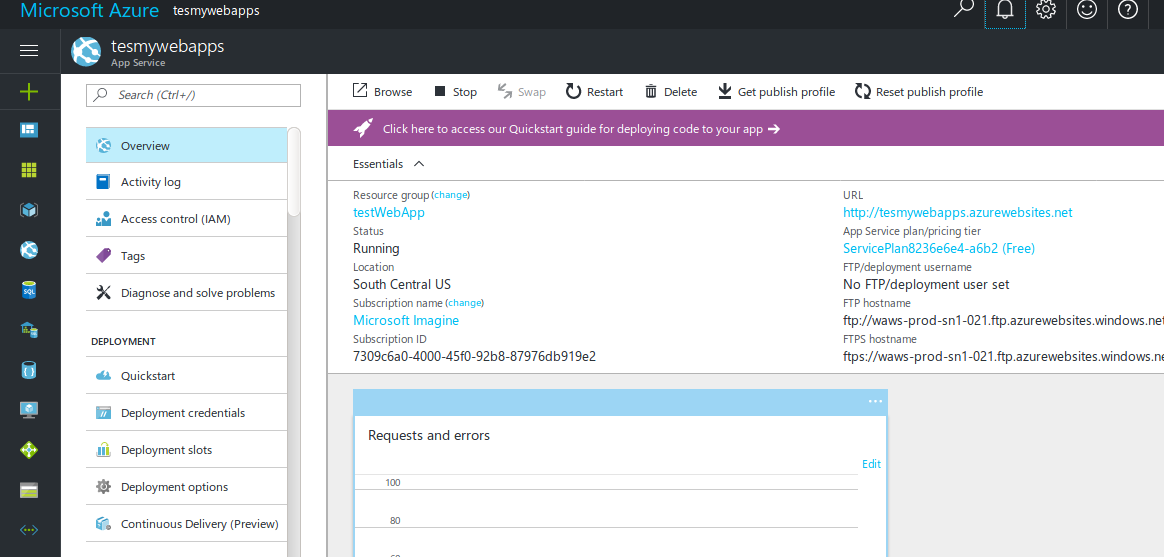 Microsoft Azure tesmywebapps
tesmywebapps
App Service
Search (Ctrl+/)
Overview
Activity log
Access control (IAM)
Tags
Diagnose and solve problems
DEPLOYMENT
Quickstart
Deployment credentials
Deployment slots
Deployment options
Continuous Delivery (Preview)
Browse Stop Swap Restart Delete Get publish profile Reset publish profile
Click here to access our Quickstart guide for deploying code to your app →
Essentials
Resource group (change)
testWebApp
Status
Running
Location
South Central US
Subscription name (change)
Microsoft Imagine
Subscription ID
7309c6a0-4000-45f0-92b8-87976db919e2
URL
http://tesmywebapps.azurewebsites.net
App Service plan/pricing tier
ServicePlan8236e6e4-a6b2 (Free)
FTP/deployment username
No FTP/deployment user set
FTP hostname
ftp://waws-prod-sn1-021.ftp.azurewebsites.windows.net
FTPS hostname
ftps://waws-prod-sn1-021.ftp.azurewebsites.windows.ne
Requests and errors
Edit
100
80
60